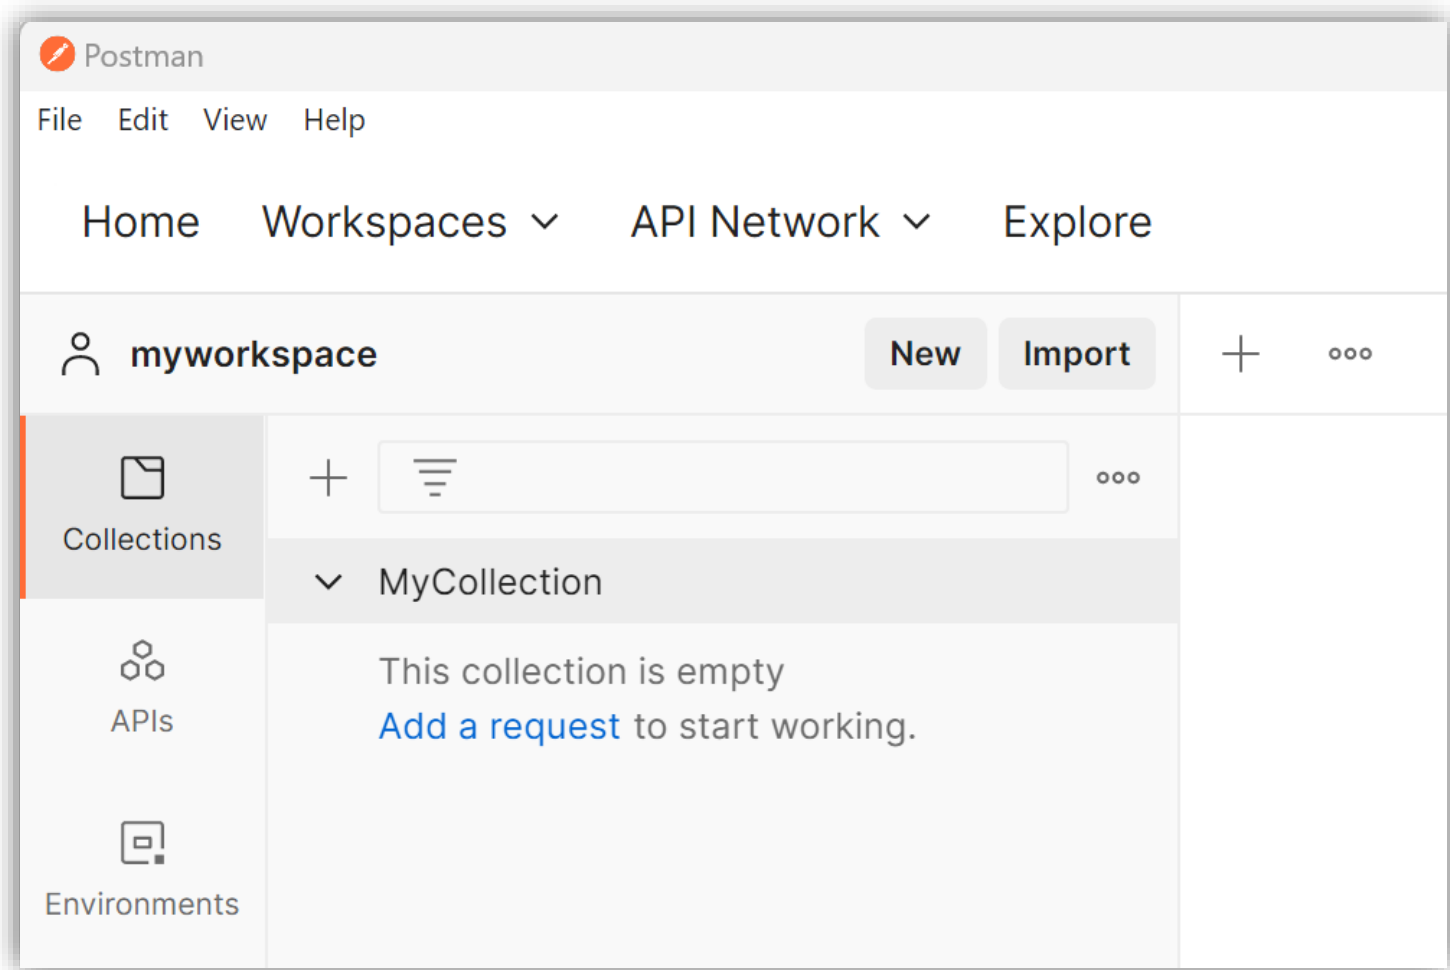 Postman
File Edit View Help
Home Workspaces API Network Explore
myworkspace New Import
Collections
MyCollection
This collection is empty
APIs
Add a request to start working.
Environments